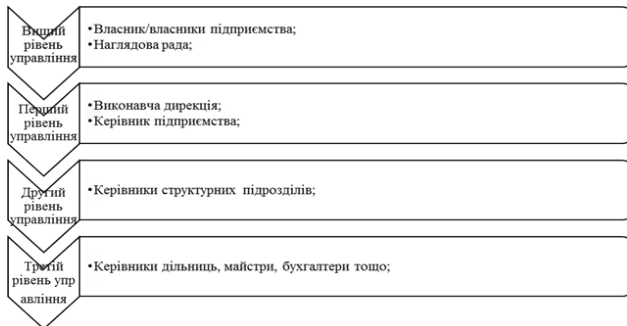 Вищий
рівень
управління
•Власник/власники підприємства;
•Наглядова рада;
Перший
рівень
управління
•Виконавча дирекція;
•Керівник підприємства;
Другий
рівень
управління
•Керівники структурних підрозділів;
Третій
рівень упр
авління
•Керівники дільниць, майстри, бухгалтери тощо;